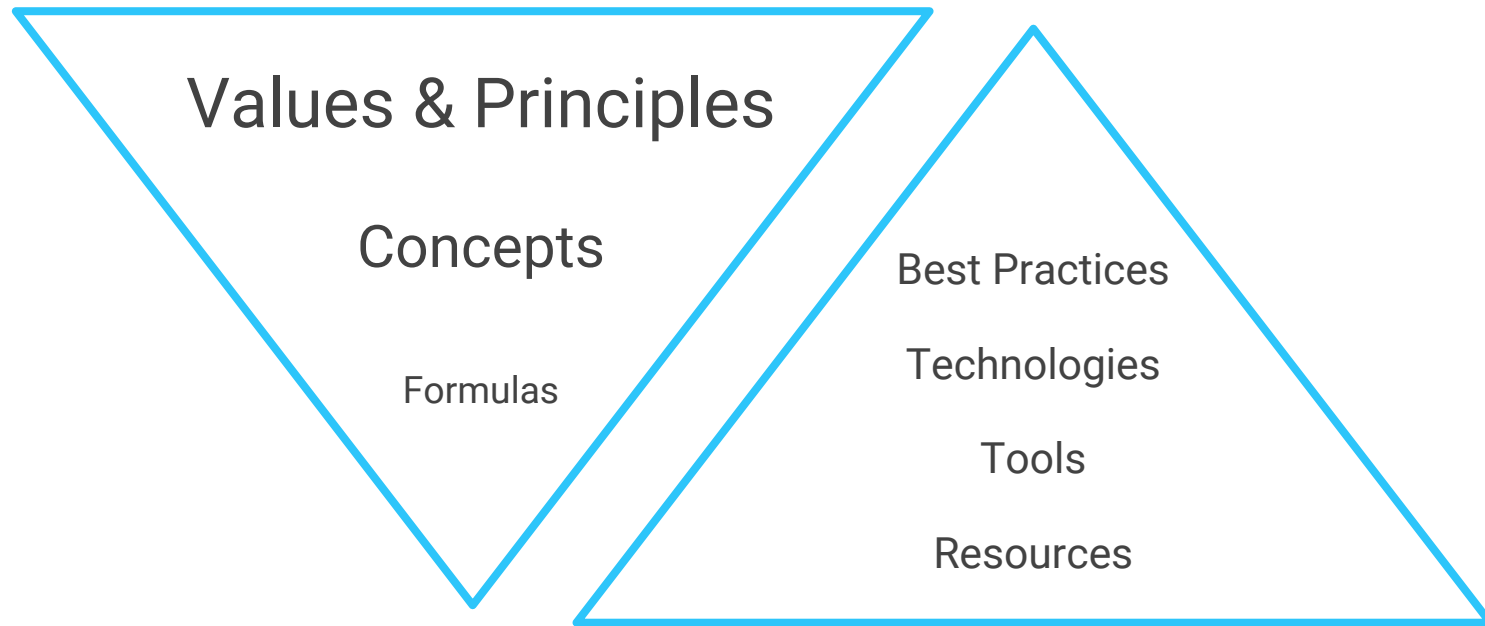 Values & Principles
Concepts
Formulas
Best Practices
Technologies
Tools
Resources